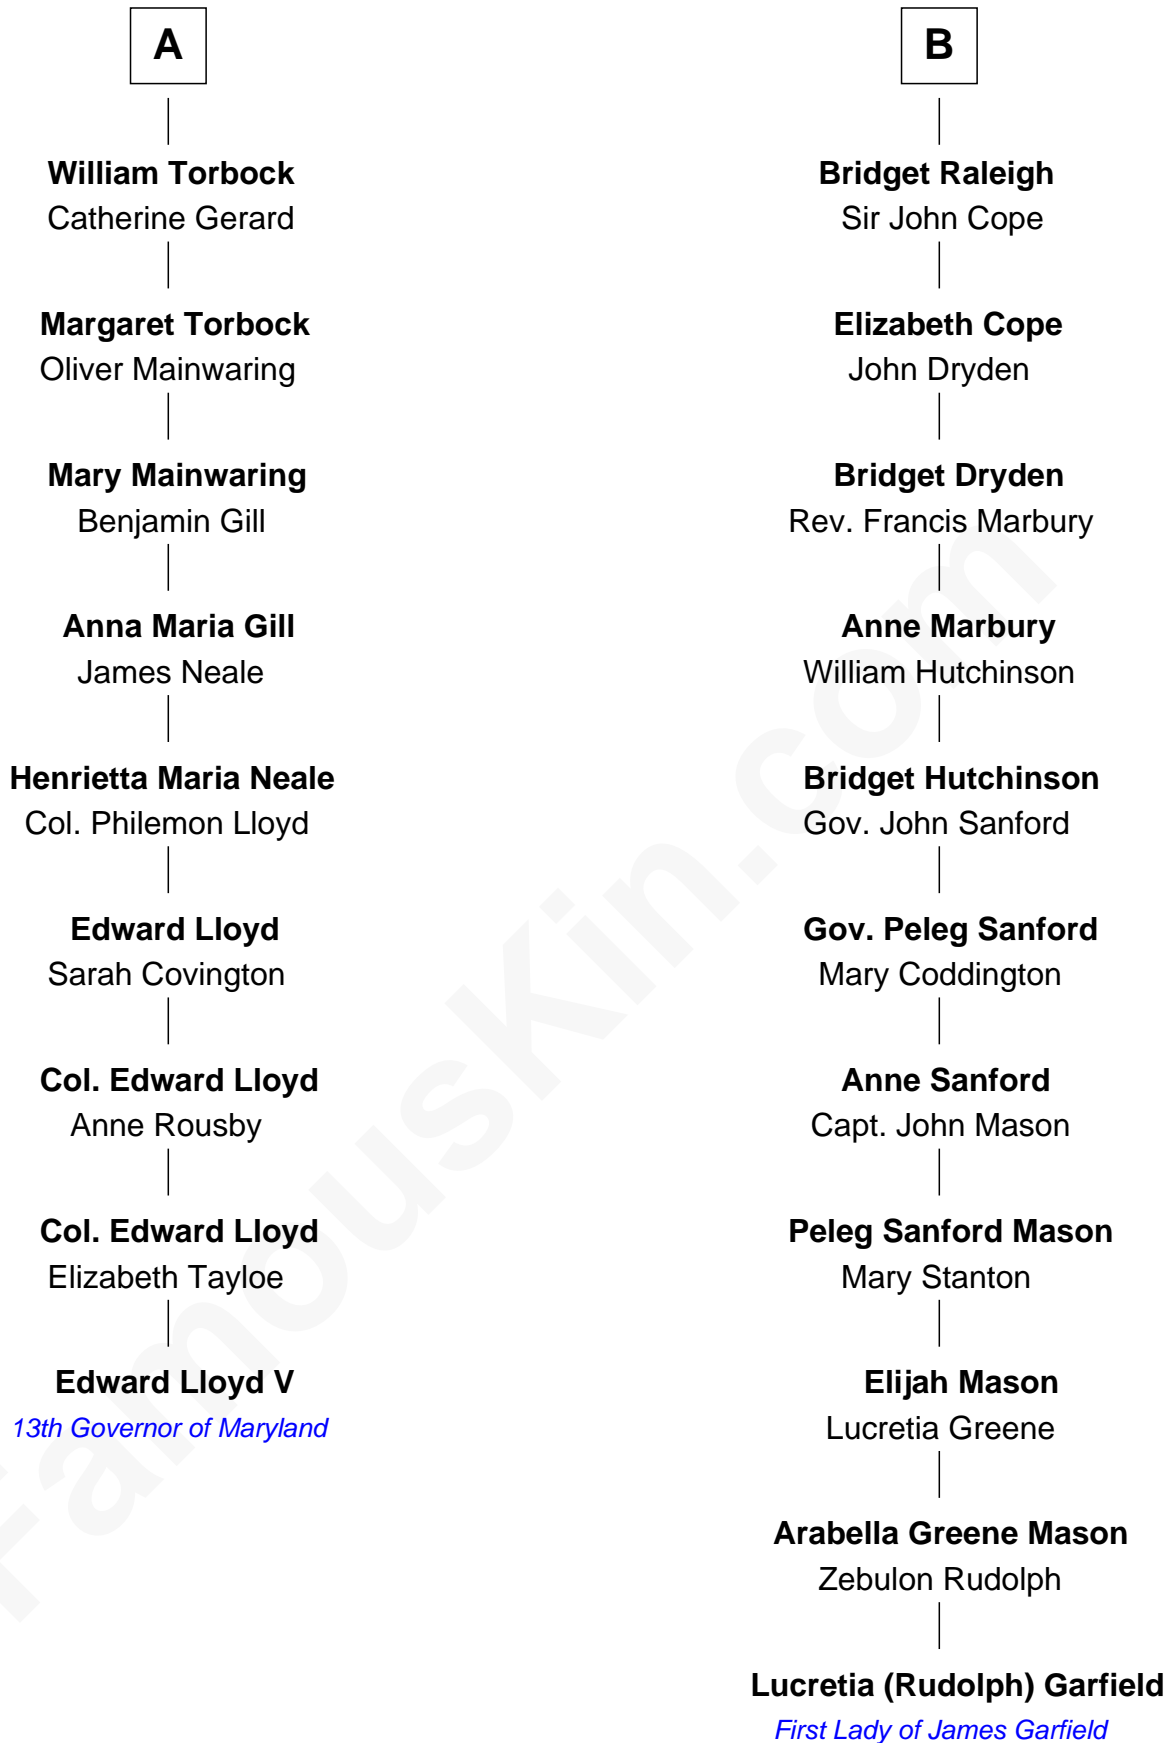 A
William Torbock
Catherine Gerard
Margaret Torbock
Oliver Mainwaring
Mary Mainwaring
Benjamin Gill
Anna Maria Gill
James Neale
Henrietta Maria Neale
Col. Philemon Lloyd
Edward Lloyd
Sarah Covington
Col. Edward Lloyd
Anne Rousby
Col. Edward Lloyd
Elizabeth Tayloe
Edward Lloyd V
13th Governor of Maryland
B
Bridget Raleigh
Sir John Cope
Elizabeth Cope
John Dryden
Bridget Dryden
Rev. Francis Marbury
Anne Marbury
William Hutchinson
Bridget Hutchinson
Gov. John Sanford
Gov. Peleg Sanford
Mary Coddington
Anne Sanford
Capt. John Mason
Peleg Sanford Mason
Mary Stanton
Elijah Mason
Lucretia Greene
Arabella Greene Mason
Zebulon Rudolph
Lucretia (Rudolph) Garfield
First Lady of James Garfield
FamousKin.com